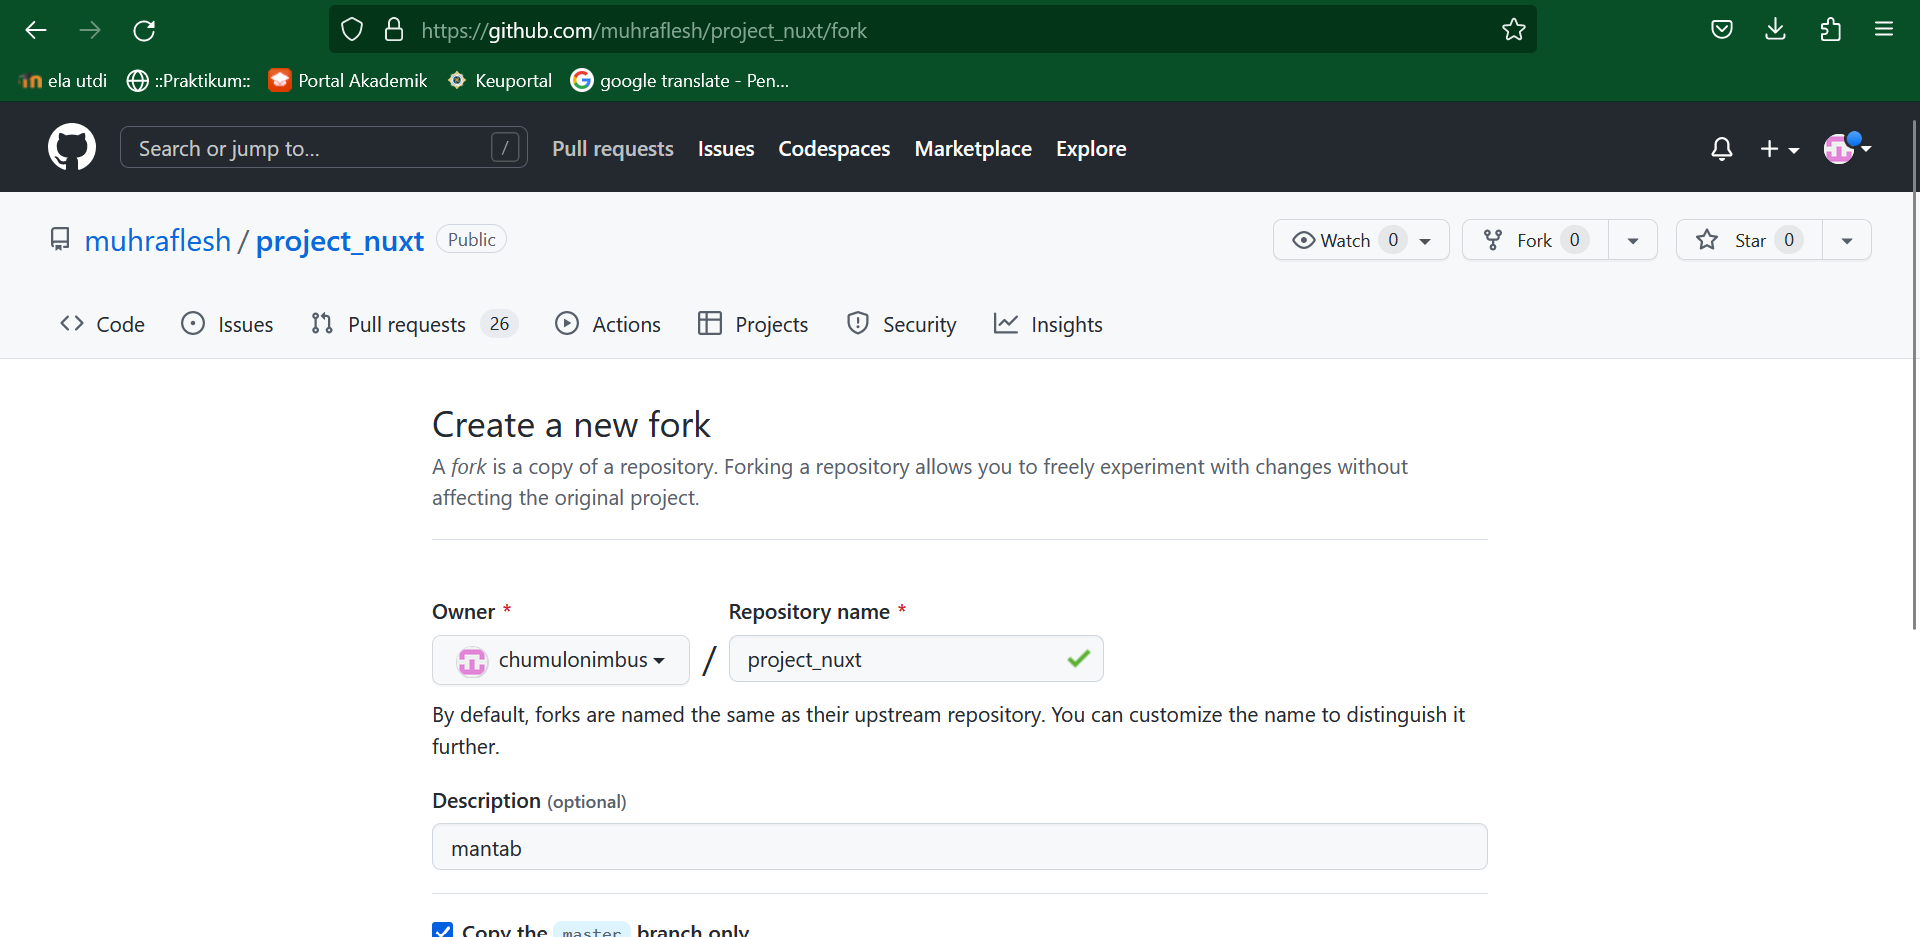 https://github.com/muhraflesh/project_nuxt/fork
ela utdi ::Praktikum:: Portal Akademik Keuportal google translate - Pen...
Search or jump to... / Pull requests Issues Codespaces Marketplace Explore
muhraflesh / project_nuxt Public Watch 0 Fork 0 Star 0
Code Issues Pull requests 26 Actions Projects Security Insights
Create a new fork
A fork is a copy of a repository. Forking a repository allows you to freely experiment with changes without
affecting the original project.
Owner * Repository name *
chumulonimbus / project_nuxt
By default, forks are named the same as their upstream repository. You can customize the name to distinguish it
further.
Description (optional)
mantab
Copy the master branch only